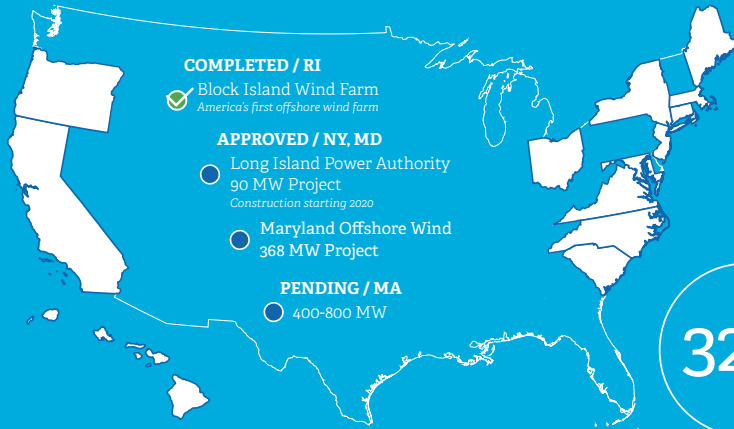 COMPLETED / RI
Block Island Wind Farm
America's first offshore wind farm
APPROVED / NY, MD
Long Island Power Authority
90 MW Project
Construction starting 2020
Maryland Offshore Wind
368 MW Project
PENDING / MA
400-800 MW
32